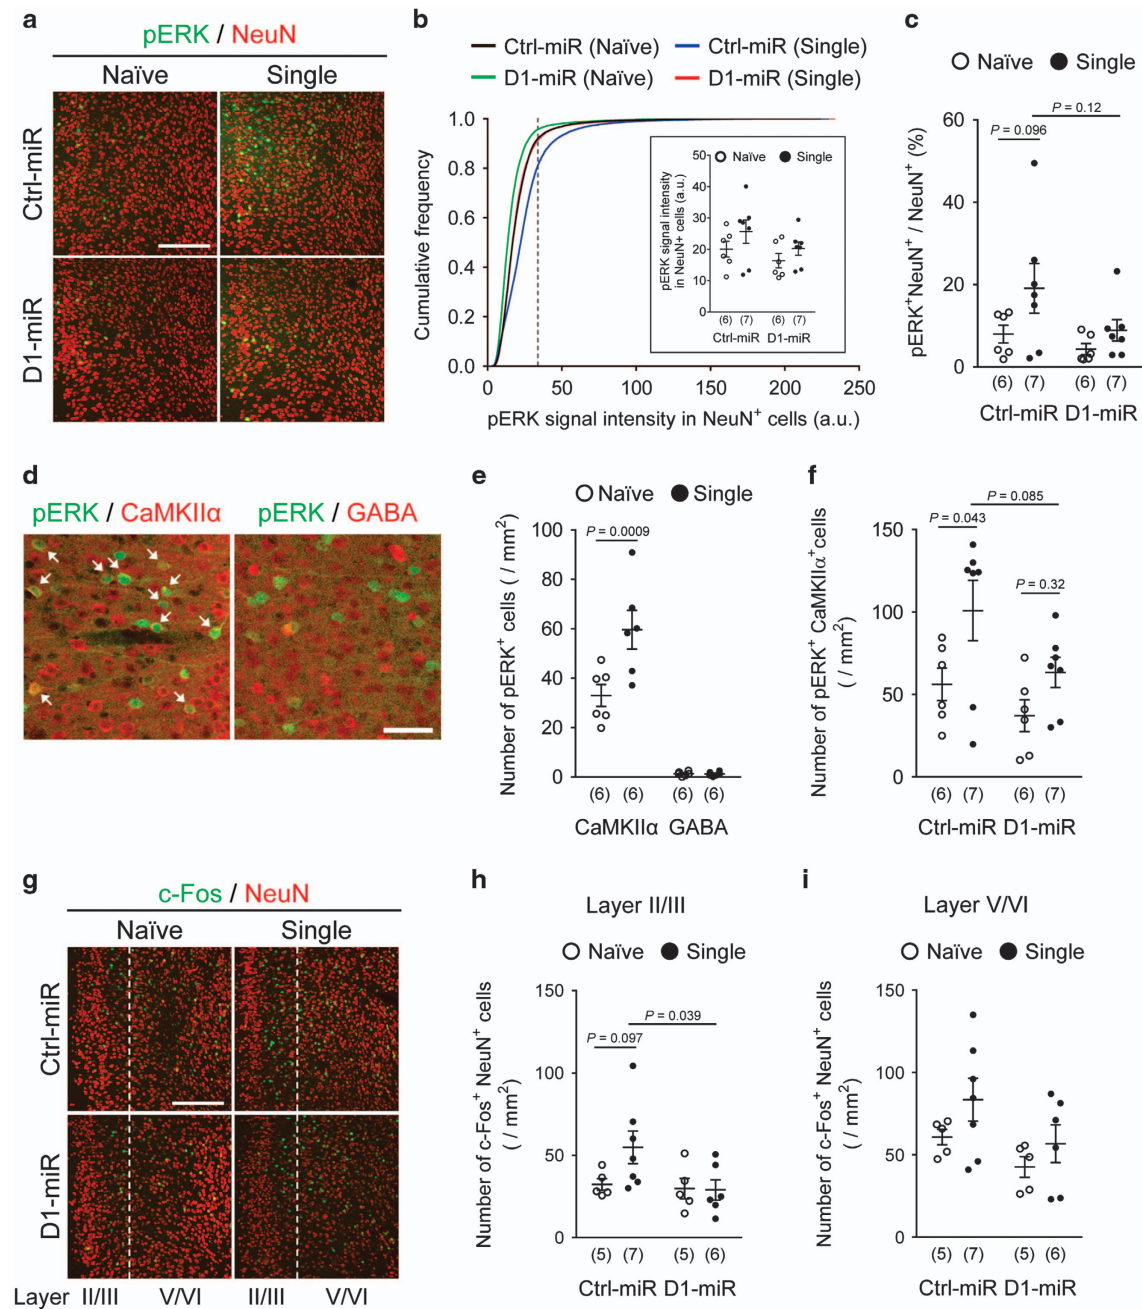 a
pERK / NeuN
Naïve Single
Ctrl-miR
D1-miR
b
Ctrl-miR (Naïve) Ctrl-miR (Single)
D1-miR (Naïve) D1-miR (Single)
Cumulative frequency
1.0
0.8
0.6
0.4
0.2
0.0
0 50 100 150 200 250
pERK signal intensity in NeuN⁺ cells (a.u.)
Naïve Single
pERK signal intensity
in NeuN+ cells (a.u.)
50
40
30
20
10
0
(6) (7) (6) (7)
Ctrl-miR D1-miR
c
Naïve Single
P = 0.12
P = 0.096
pERK⁺NeuN⁺ / NeuN⁺ (%)
60
40
20
0
(6) (7) (6) (7)
Ctrl-miR D1-miR
d
pERK / CaMKIIα pERK / GABA
e
Naïve Single
P = 0.0009
Number of pERK⁺ cells ( / mm²)
100
80
60
40
20
0
(6) (6) (6) (6)
CaMKIIα GABA
f
Naïve Single
P = 0.085
P = 0.043
P = 0.32
Number of pERK⁺ CaMKIIα⁺cells
( / mm²)
150
100
50
0
(6) (7) (6) (7)
Ctrl-miR D1-miR
g
c-Fos / NeuN
Naïve Single
Ctrl-miR
D1-miR
Layer II/III V/VI II/III V/VI
h
Layer II/III
Naïve Single
P = 0.039
P = 0.097
Number of c-Fos⁺ NeuN⁺ cells
( / mm²)
150
100
50
0
(5) (7) (5) (6)
Ctrl-miR D1-miR
i
Layer V/VI
Naïve Single
Number of c-Fos⁺ NeuN⁺ cells
( / mm²)
150
100
50
0
(5) (7) (5) (6)
Ctrl-miR D1-miR